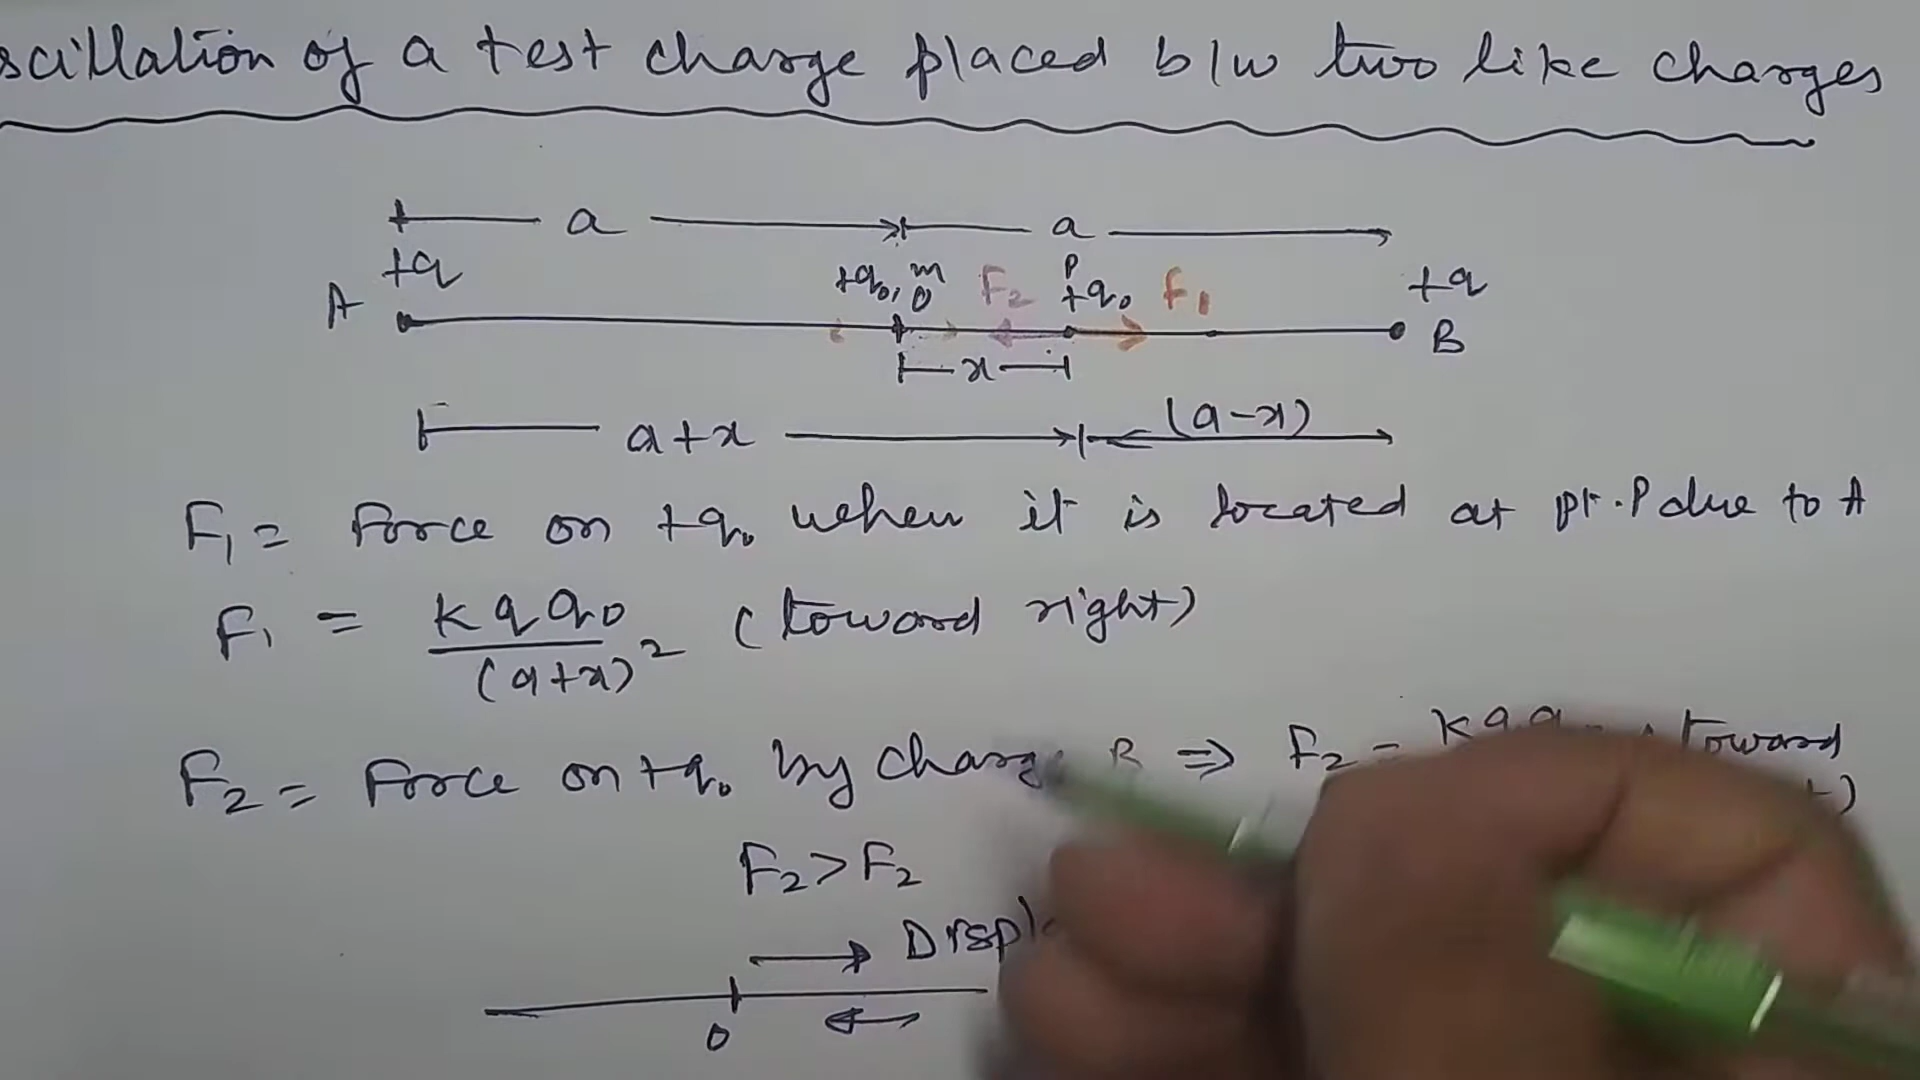 scillation of a test charge placed b/w two like charges
a a
+q +q₀, m F₂ P +q₀ F₁ +q
A O B
x
a+x (a-x)
F₁ = Force on +q₀ when it is located at pt. P due to A
F₁ = kqq₀/(a+x)² (toward right)
F₂ = Force on +q₀ by charge B ⇒ F₂ = kqq toward
F₂ > F₂
→ Displa
O